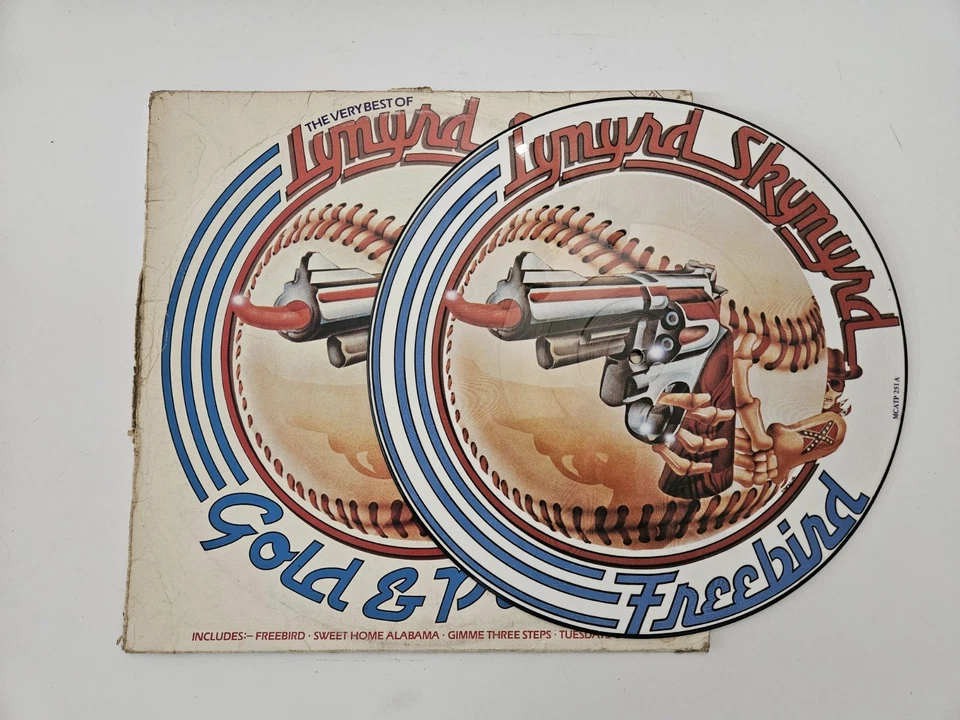 THE VERY BEST OF
Lynyrd
Gold & P
INCLUDES:– FREEBIRD · SWEET HOME ALABAMA · GIMME THREE STEPS · TUESDAY
Lynyrd Skynyrd
MCATP 251 A
Freebird